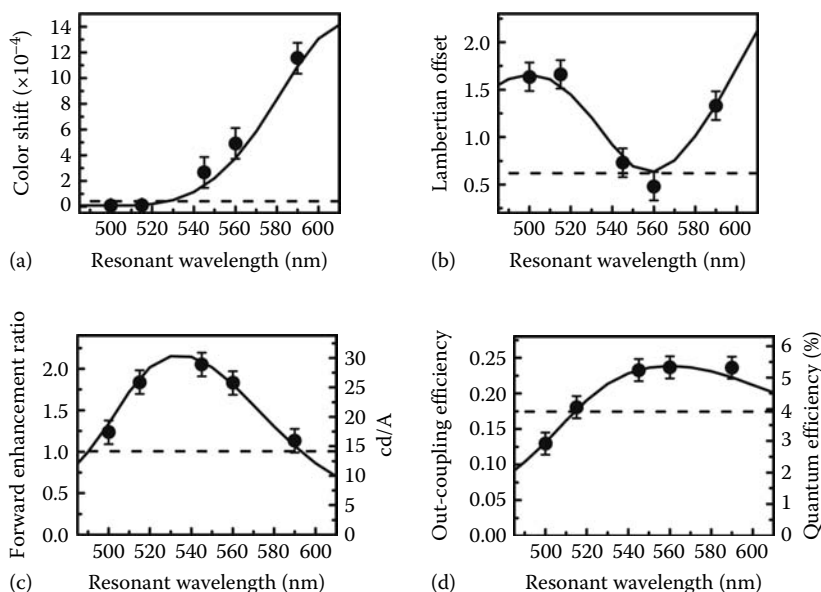 14
12
10
8
6
4
2
0
Color shift (×10⁻⁴)
500 520 540 560 580 600
(a) Resonant wavelength (nm)
2.0
1.5
1.0
0.5
Lambertian offset
500 520 540 560 580 600
(b) Resonant wavelength (nm)
2.0
1.5
1.0
0.5
0.0
Forward enhancement ratio
30
25
20
15
10
5
0
cd/A
500 520 540 560 580 600
(c) Resonant wavelength (nm)
0.25
0.20
0.15
0.10
0.05
0.00
Out-coupling efficiency
6
5
4
3
2
1
0
Quantum efficiency (%)
500 520 540 560 580 600
(d) Resonant wavelength (nm)